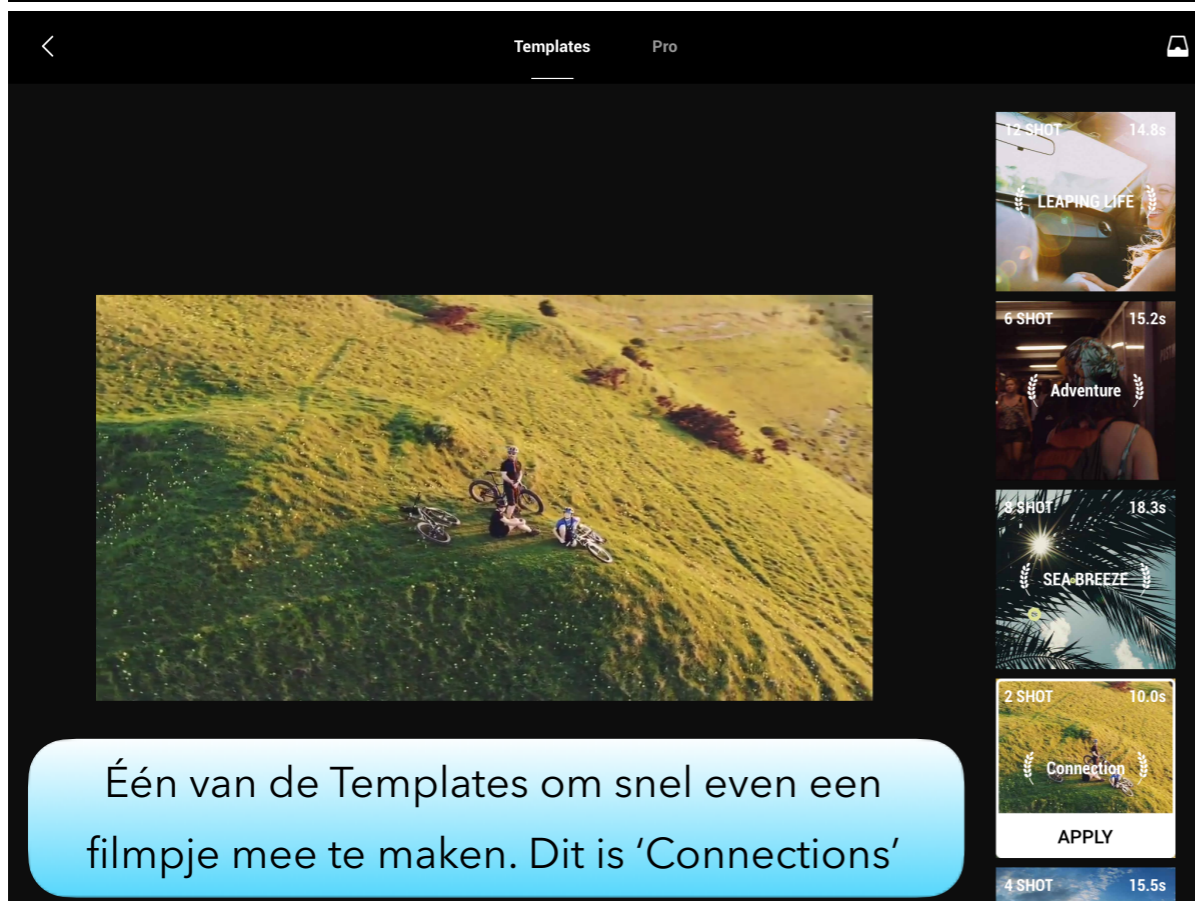 Templates Pro
12 SHOT 14.8s
LEAPING LIFE
6 SHOT 15.2s
Adventure
8 SHOT 18.3s
SEA BREEZE
2 SHOT 10.0s
Connection
APPLY
4 SHOT 15.5s
Één van de Templates om snel even een
filmpje mee te maken. Dit is ‘Connections’